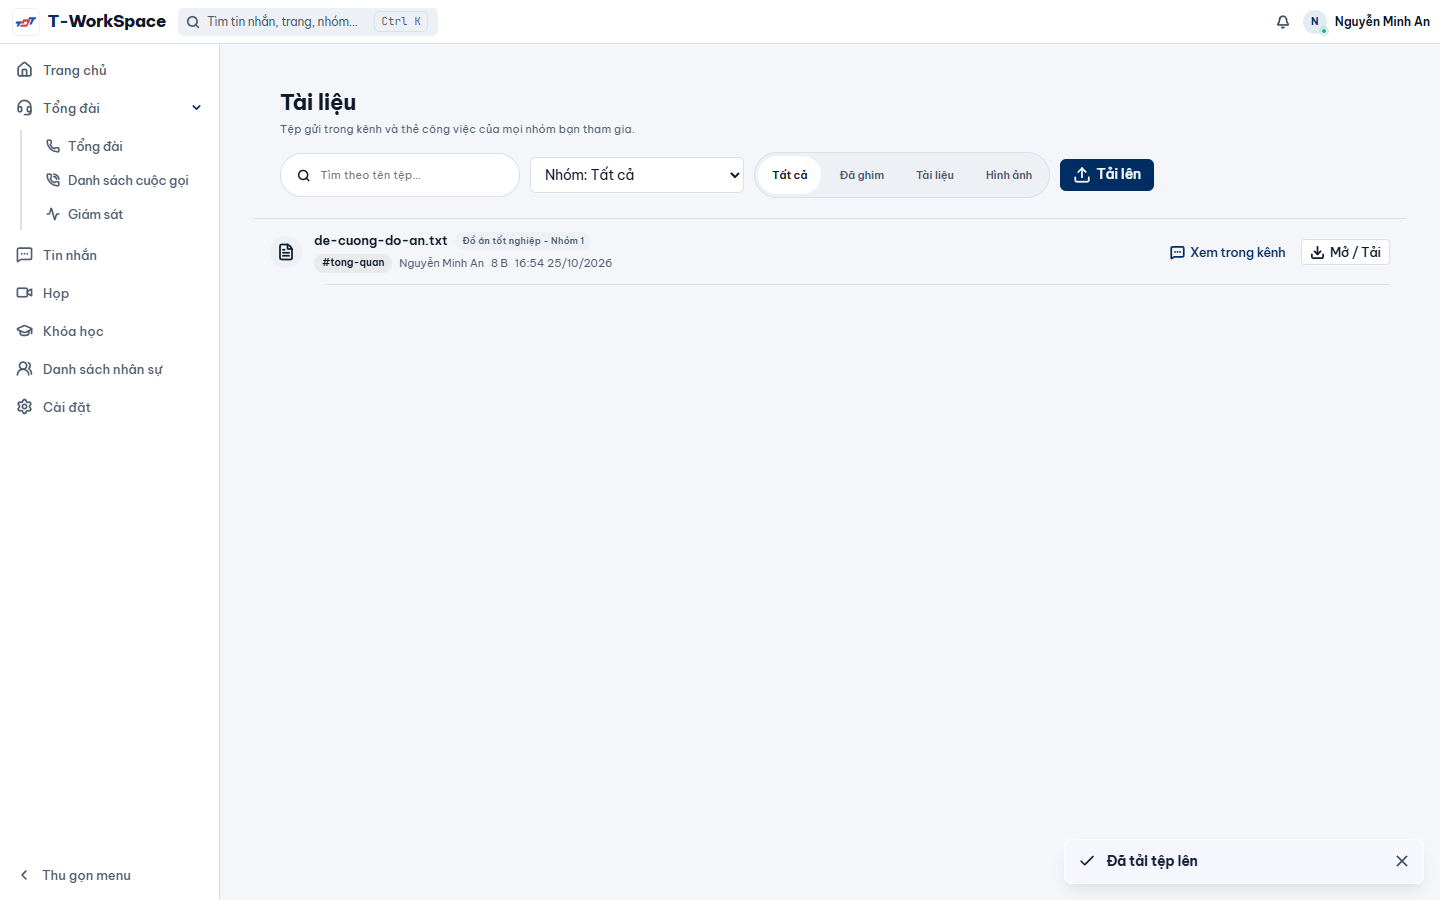 TDT T-WorkSpace Tìm tin nhắn, trang, nhóm... Ctrl K N Nguyễn Minh An
Trang chủ
Tổng đài
Tổng đài
Danh sách cuộc gọi
Giám sát
Tin nhắn
Họp
Khóa học
Danh sách nhân sự
Cài đặt
Thu gọn menu
Tài liệu
Tệp gửi trong kênh và thẻ công việc của mọi nhóm bạn tham gia.
Tìm theo tên tệp... Nhóm: Tất cả Tất cả Đã ghim Tài liệu Hình ảnh Tải lên
de-cuong-do-an.txt Đồ án tốt nghiệp - Nhóm 1
#tong-quan Nguyễn Minh An 8 B 16:54 25/10/2026
Xem trong kênh Mở / Tải
Đã tải tệp lên